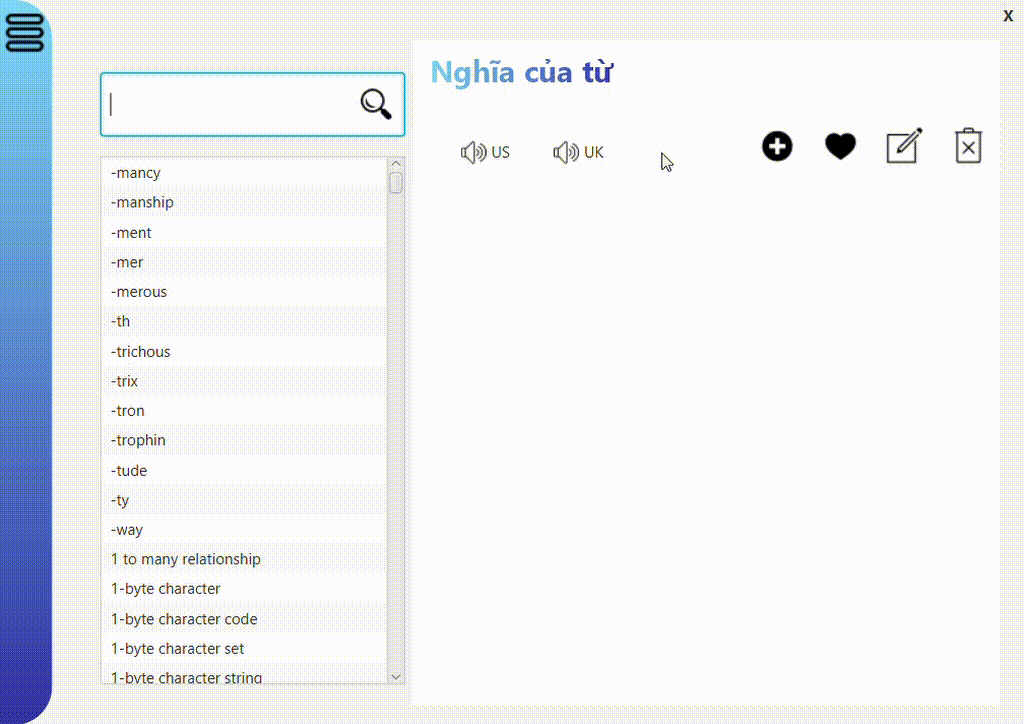 X
Nghĩa của từ
US
UK
-mancy
-manship
-ment
-mer
-merous
-th
-trichous
-trix
-tron
-trophin
-tude
-ty
-way
1 to many relationship
1-byte character
1-byte character code
1-byte character set
1-byte character string